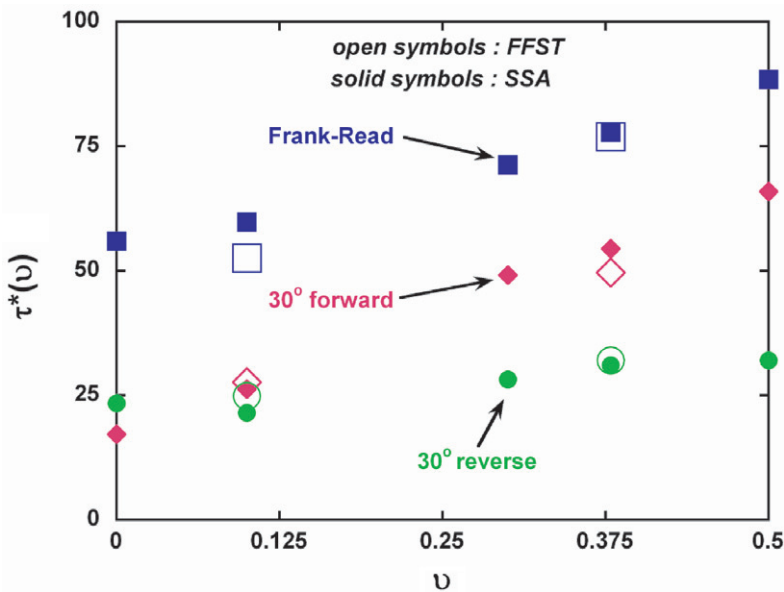 100
open symbols : FFST
solid symbols : SSA
Frank-Read
75
τ*(υ)
50
30° forward
25
30° reverse
0
0
0.125
0.25
0.375
0.5
υ